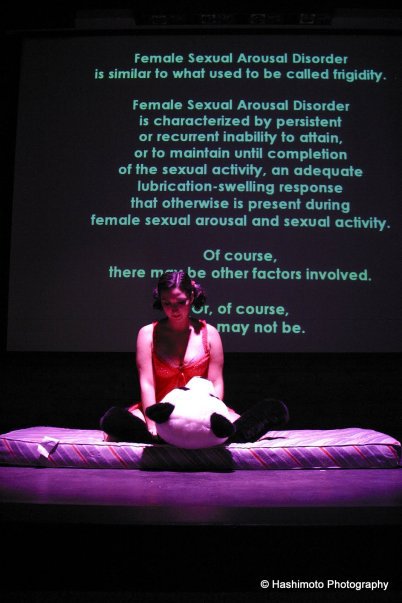 Female Sexual Arousal Disorder
is similar to what used to be called frigidity.
Female Sexual Arousal Disorder
is characterized by persistent
or recurrent inability to attain,
or to maintain until completion
of the sexual activity, an adequate
lubrication-swelling response
that otherwise is present during
female sexual arousal and sexual activity.
Of course,
there may be other factors involved.
Or, of course,
may not be.
© Hashimoto Photography